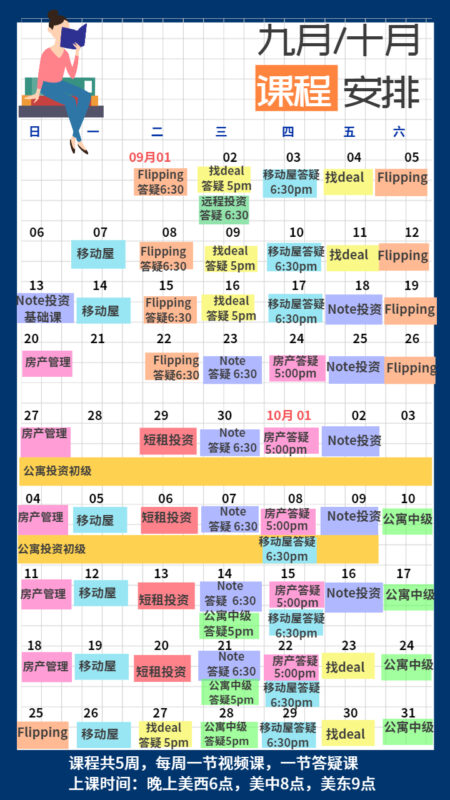 九月/十月
课程 安排
日 一 二 三 四 五 六
09月01 02 03 04 05
Flipping 找deal 移动屋答疑 找deal Flipping
答疑6:30 答疑 5pm 6:30pm
远程投资
答疑 6:30
06 07 08 09 10 11 12
移动屋 Flipping 找deal 移动屋答疑 找deal Flipping
答疑6:30 答疑 5pm 6:30pm
13 14 15 16 17 18 19
Note投资 移动屋 Flipping 找deal 移动屋答疑 Note投资 Flipping
基础课 答疑6:30 答疑 5pm 6:30pm
20 21 22 23 24 25 26
房产管理 Flipping Note 房产答疑 Note投资 Flipping
答疑6:30 答疑 6:30 5:00pm
27 28 29 30 10月 01 02 03
房产管理 短租投资 Note 房产答疑 Note投资
答疑 6:30 5:00pm
公寓投资初级
04 05 06 07 08 09 10
房产管理 移动屋 短租投资 Note 房产答疑 Note投资 公寓中级
答疑 6:30 5:00pm
公寓投资初级 移动屋答疑
6:30pm
11 12 13 14 15 16 17
房产管理 移动屋 短租投资 Note 房产答疑 Note投资 公寓中级
答疑 6:30 5:00pm
公寓中级 移动屋答疑
答疑5pm 6:30pm
18 19 20 21 22 23 24
房产管理 移动屋 短租投资 Note 房产答疑 找deal 公寓中级
答疑 6:30 5:00pm
公寓中级 移动屋答疑
答疑5pm 6:30pm
25 26 27 28 29 30 31
Flipping 移动屋 找deal 公寓中级 移动屋答疑 找deal 公寓中级
答疑 5pm 答疑5pm 6:30pm
课程共5周，每周一节视频课，一节答疑课
上课时间：晚上美西6点，美中8点，美东9点